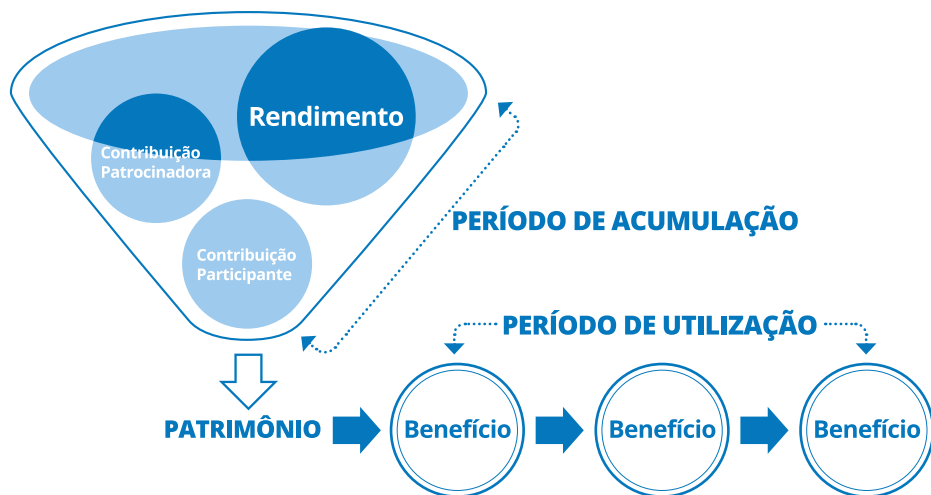 Rendimento
Contribuição
Patrocinadora
PERÍODO DE ACUMULAÇÃO
Contribuição
Participante
PERÍODO DE UTILIZAÇÃO
PATRIMÔNIO
Benefício
Benefício
Benefício